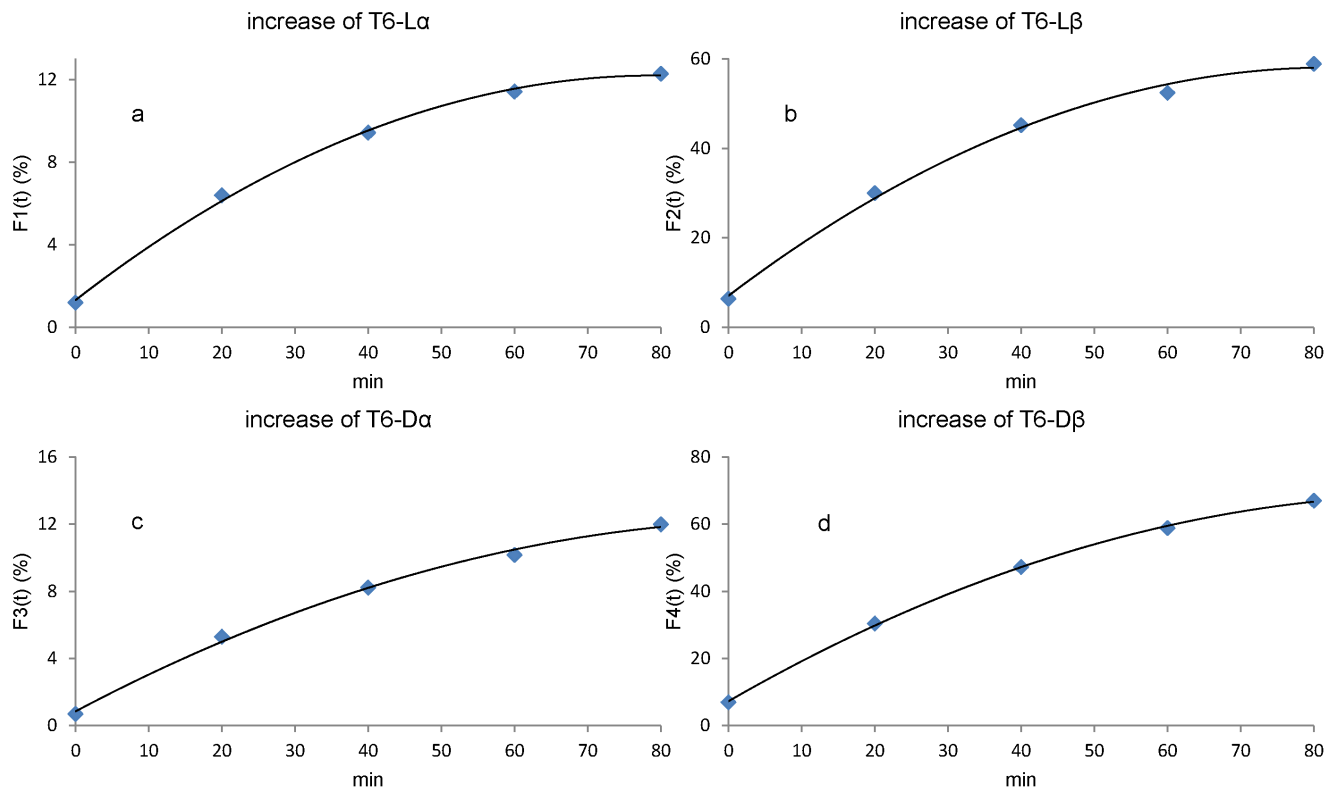 increase of T6-Lα
12
8
4
0
F1(t) (%)
a
0 10 20 30 40 50 60 70 80
min
increase of T6-Lβ
60
40
20
0
F2(t) (%)
b
0 10 20 30 40 50 60 70 80
min
increase of T6-Dα
16
12
8
4
0
F3(t) (%)
c
0 10 20 30 40 50 60 70 80
min
increase of T6-Dβ
80
60
40
20
0
F4(t) (%)
d
0 10 20 30 40 50 60 70 80
min